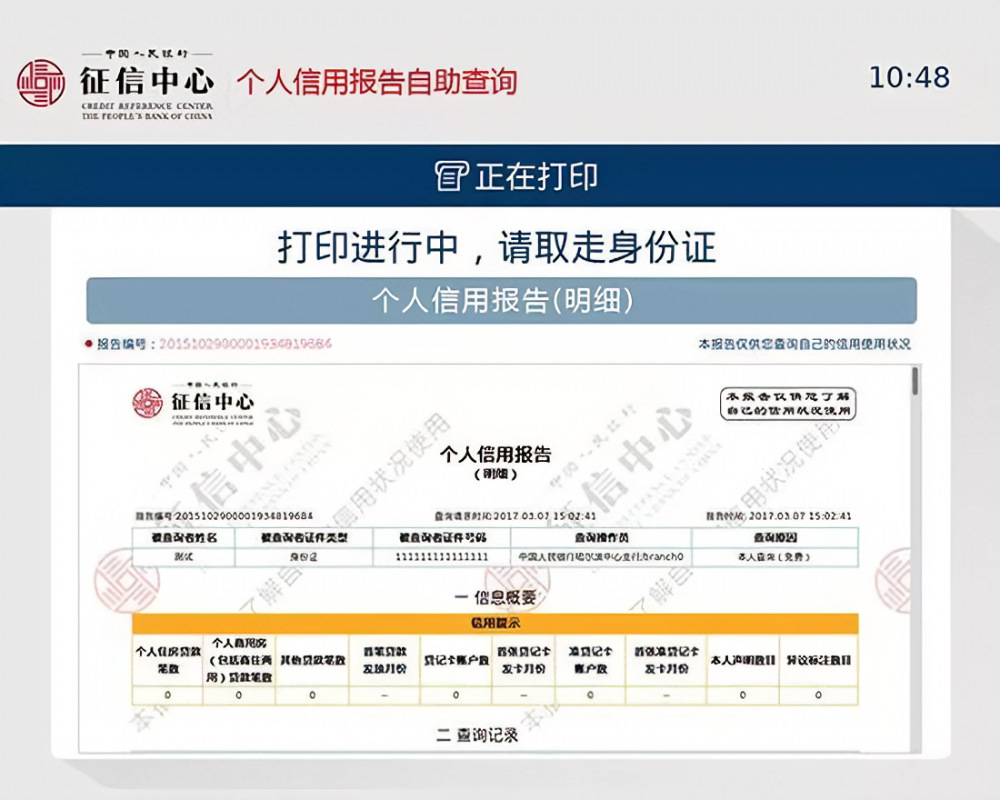 中国人民银行
征信中心
CREDIT REFERENCE CENTER,
THE PEOPLE'S BANK OF CHINA
个人信用报告自助查询
10:48
正在打印
打印进行中，请取走身份证
个人信用报告(明细)
报告编号：2015102900001934819684
本报告仅供您查询自己的信用使用状况
中国人民银行
征信中心
本报告仅供您了解
自己的信用状况使用
个人信用报告
（明细）
报告编号:2015102900001934819684 查询请求时间:2017.03.07 15:02:41 报告时间:2017.03.07 15:02:41
被查询者姓名 被查询者证件类型 被查询者证件号码 查询操作员 查询原因
测试 身份证 111111111111111 本人查询(免费)
一 信息概要
信用提示
个人住房贷款笔数 个人商用房（包括商住两用）贷款笔数 其他贷款笔数 首笔贷款发放月份 贷记卡账户数 首张贷记卡发卡月份 准贷记卡账户数 首张准贷记卡发卡月份 本人声明数目 异议标注数目
0 0 0 -- 0 -- 0 -- 0 0
二 查询记录